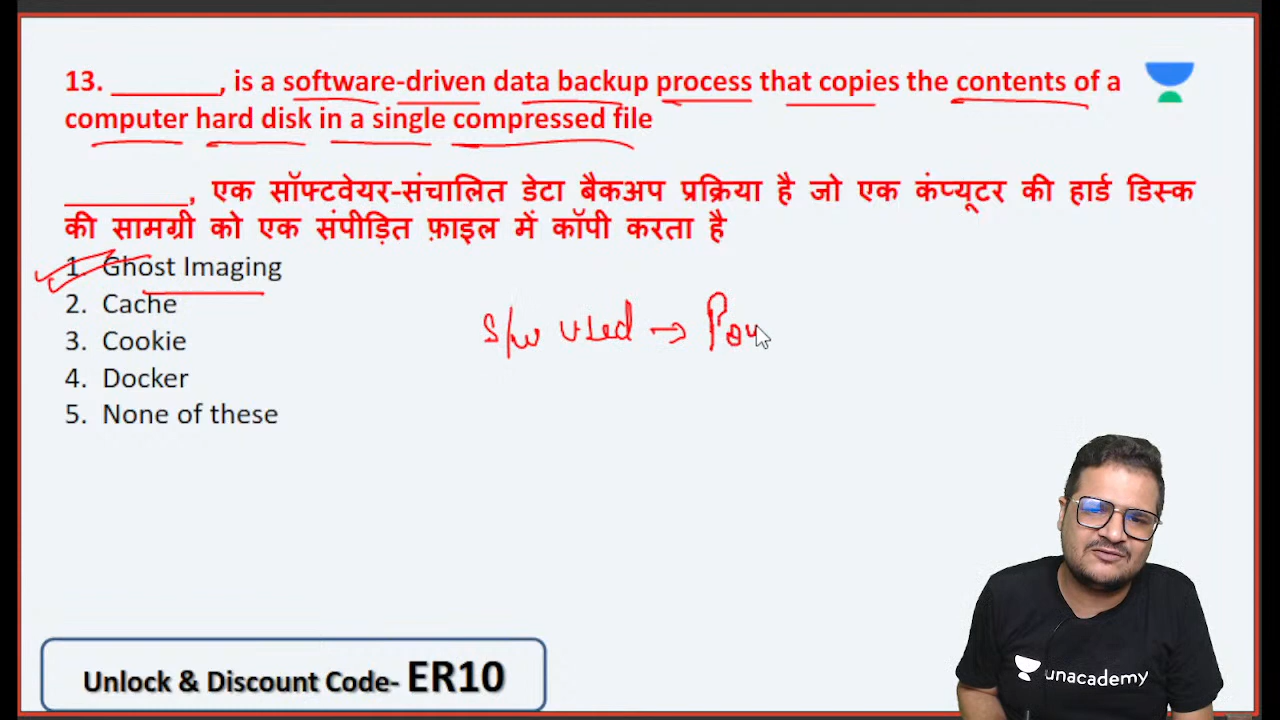 13. _______, is a software-driven data backup process that copies the contents of a
computer hard disk in a single compressed file
________, एक सॉफ्टवेयर-संचालित डेटा बैकअप प्रक्रिया है जो एक कंप्यूटर की हार्ड डिस्क
की सामग्री को एक संपीड़ित फ़ाइल में कॉपी करता है
1. Ghost Imaging
2. Cache
3. Cookie
4. Docker
5. None of these
S/w used →
unacademy
Unlock & Discount Code- ER10